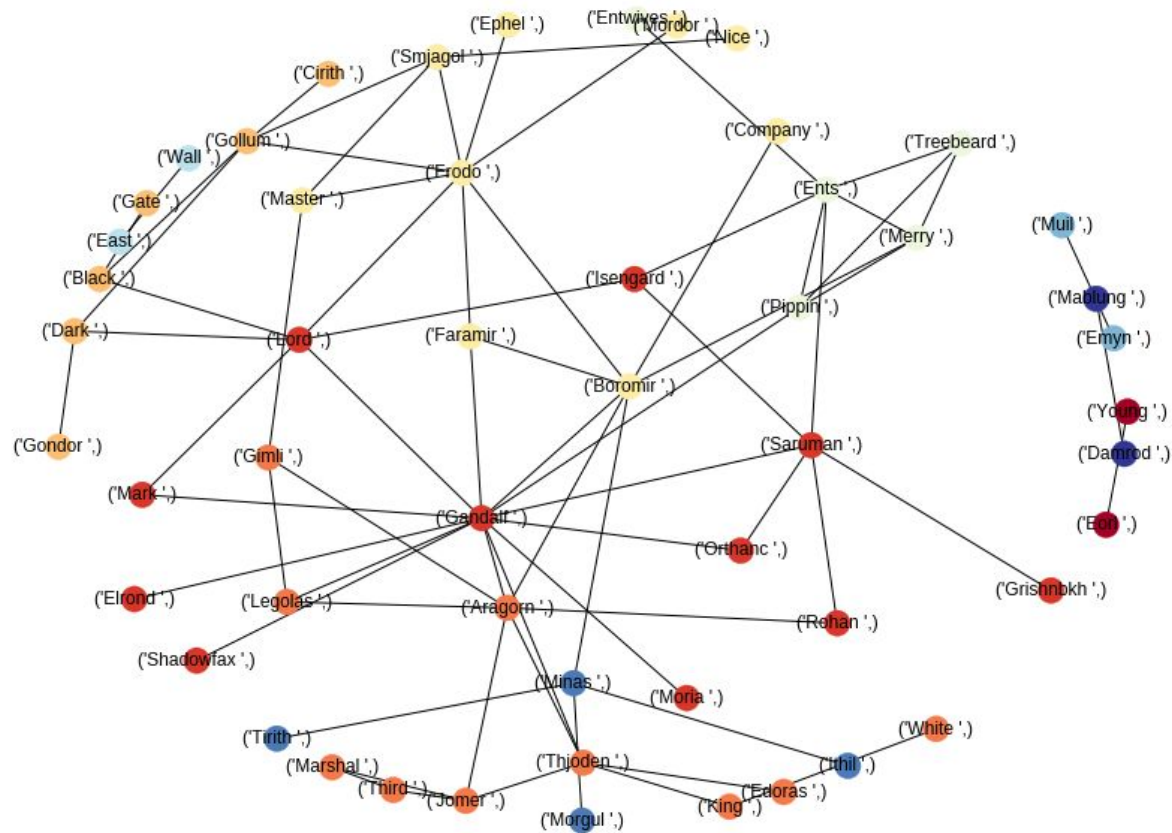 ('Entwives ',)
('Ephel ',)
('Mordor ',)
('Nice ',)
('Smjagol ',)
('Cirith ',)
('Company ',)
('Gollum ',)
('Treebeard ',)
('Wall ',)
('Frodo ',)
('Ents ',)
('Gate ',)
('Master ',)
('Muil ',)
('East ',)
('Merry ',)
('Black ',)
('Isengard ',)
('Mablung ',)
('Pippin ',)
('Dark ',)
('Lord ',)
('Faramir ',)
('Emyn ',)
('Boromir ',)
('Young ',)
('Gondor ',)
('Gimli ',)
('Saruman ',)
('Damrod ',)
('Mark ',)
('Gandalf ',)
('Eorl ',)
('Orthanc ',)
('Elrond ',)
('Legolas ',)
('Aragorn ',)
('Grishnbkh ',)
('Rohan ',)
('Shadowfax ',)
('Minas ',)
('Moria ',)
('White ',)
('Tirith ',)
('Marshal ',)
('Thjoden ',)
('Ithil ',)
('Third ',)
('Jomer ',)
('King ',)
('Edoras ',)
('Morgul ',)